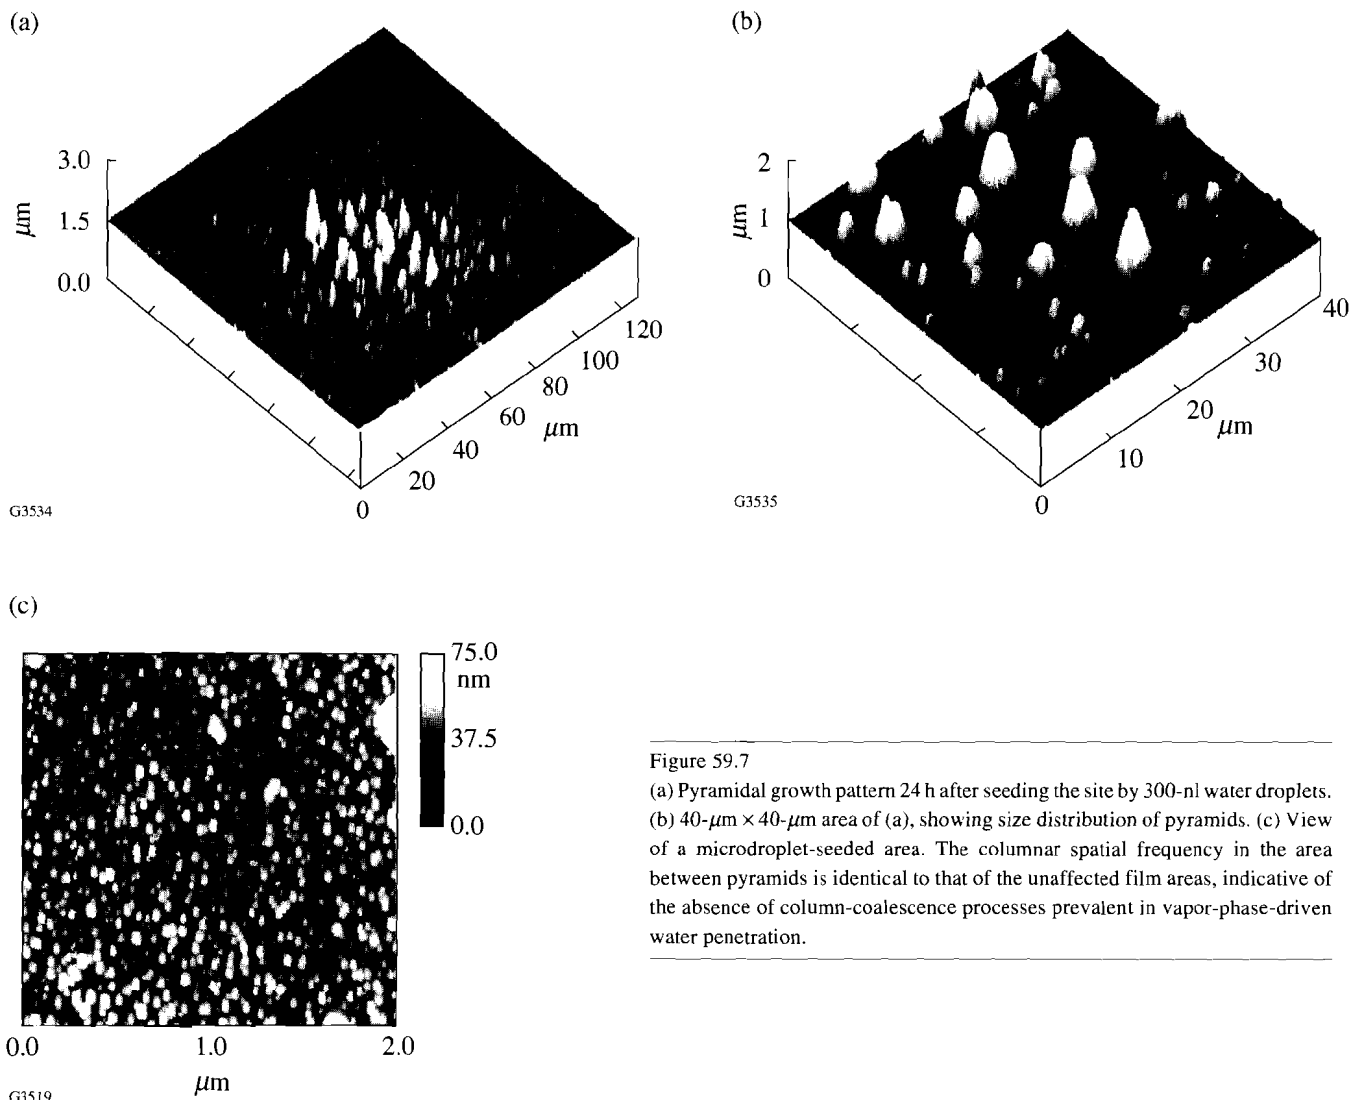 (a)
3.0
μm
1.5
0.0
120
100
80
60
μm
40
20
0
G3534
(b)
2
μm
1
0
40
30
20
μm
10
0
G3535
(c)
75.0
nm
37.5
0.0
0.0
1.0
2.0
μm
G3519
Figure 59.7
(a) Pyramidal growth pattern 24 h after seeding the site by 300-nl water droplets.
(b) 40-μm × 40-μm area of (a), showing size distribution of pyramids. (c) View
of a microdroplet-seeded area. The columnar spatial frequency in the area
between pyramids is identical to that of the unaffected film areas, indicative of
the absence of column-coalescence processes prevalent in vapor-phase-driven
water penetration.